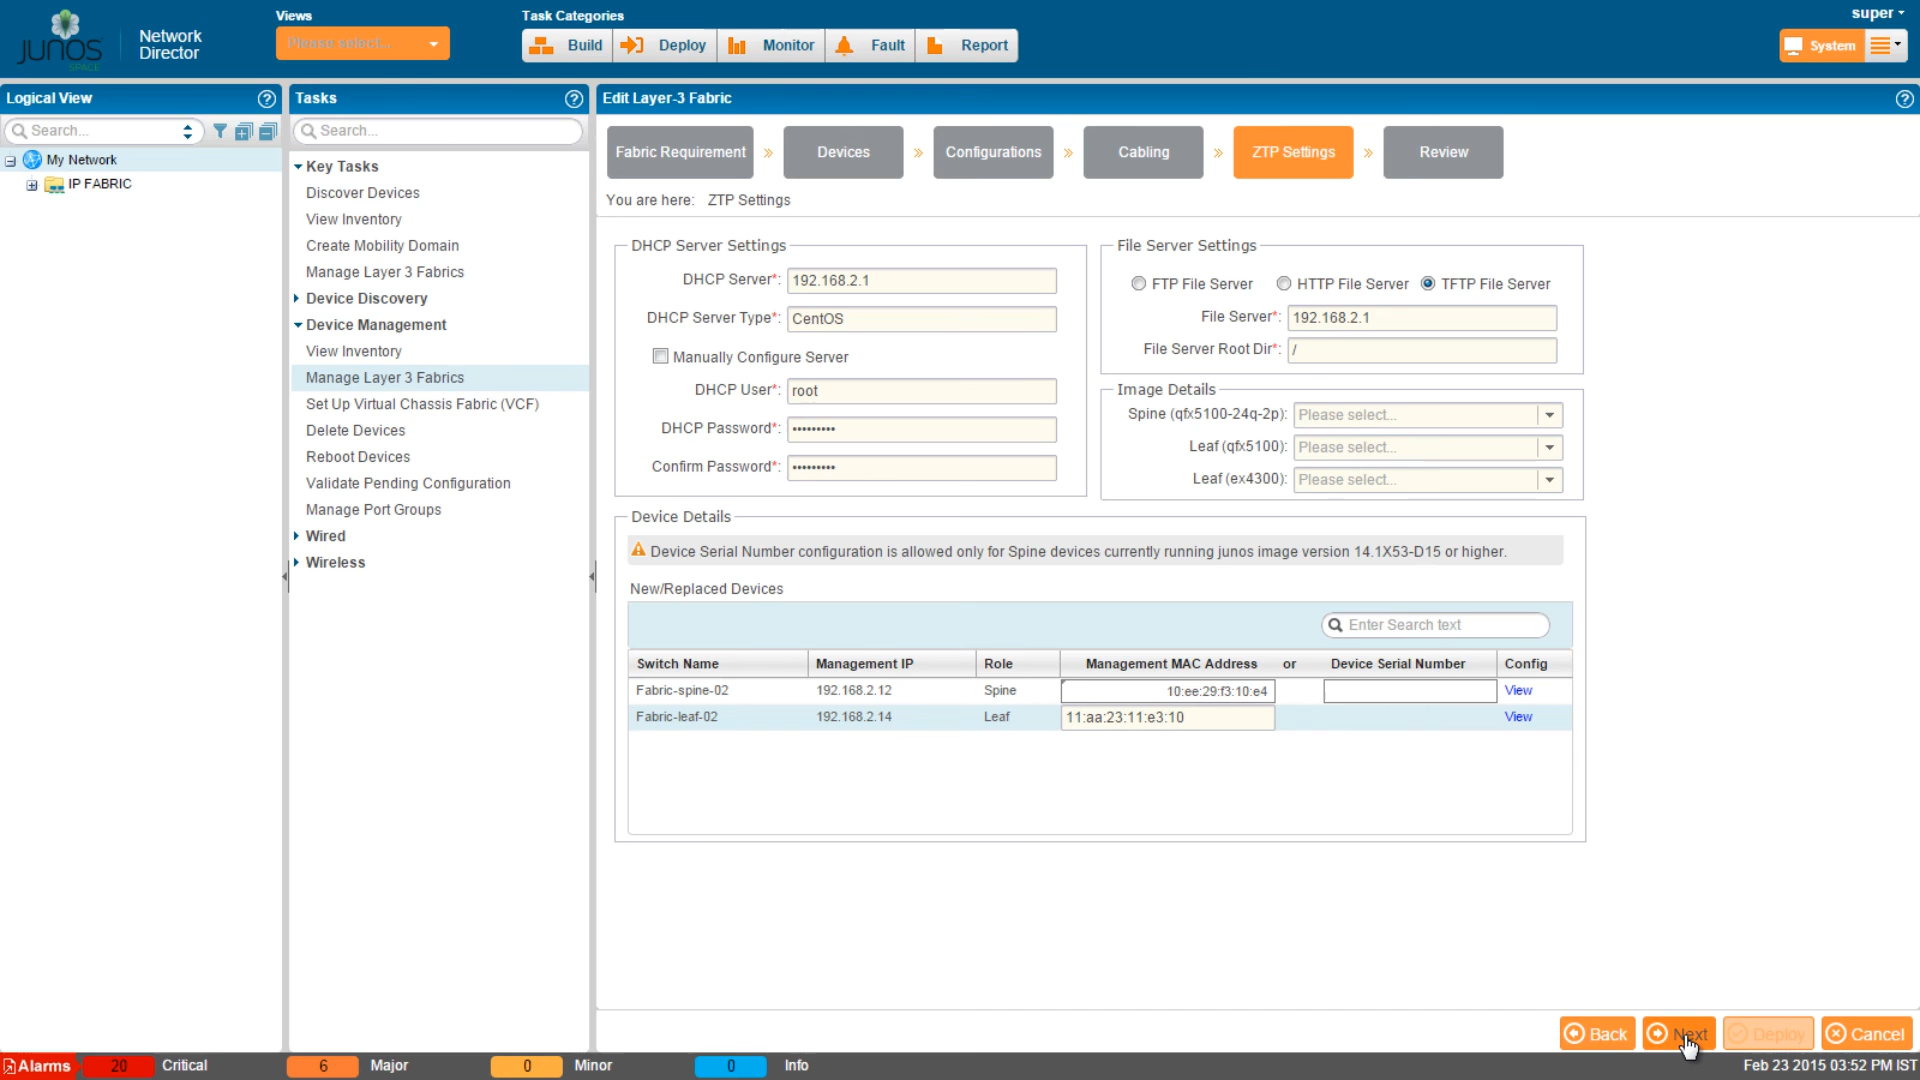 JUNOS
SPACE
Network
Director
Views
Please select...
Task Categories
Build
Deploy
Monitor
Fault
Report
super
System
Logical View
Search...
My Network
IP FABRIC
Tasks
Search...
Key Tasks
Discover Devices
View Inventory
Create Mobility Domain
Manage Layer 3 Fabrics
Device Discovery
Device Management
View Inventory
Manage Layer 3 Fabrics
Set Up Virtual Chassis Fabric (VCF)
Delete Devices
Reboot Devices
Validate Pending Configuration
Manage Port Groups
Wired
Wireless
Edit Layer-3 Fabric
Fabric Requirement » Devices » Configurations » Cabling » ZTP Settings » Review
You are here: ZTP Settings
DHCP Server Settings
DHCP Server*: 192.168.2.1
DHCP Server Type*: CentOS
Manually Configure Server
DHCP User*: root
DHCP Password*: •••••••••
Confirm Password*: •••••••••
File Server Settings
FTP File Server HTTP File Server TFTP File Server
File Server*: 192.168.2.1
File Server Root Dir*: /
Image Details
Spine (qfx5100-24q-2p): Please select...
Leaf (qfx5100): Please select...
Leaf (ex4300): Please select...
Device Details
Device Serial Number configuration is allowed only for Spine devices currently running junos image version 14.1X53-D15 or higher.
New/Replaced Devices
Enter Search text
Switch Name Management IP Role Management MAC Address or Device Serial Number Config
Fabric-spine-02 192.168.2.12 Spine 10:ee:29:f3:10:e4 View
Fabric-leaf-02 192.168.2.14 Leaf 11:aa:23:11:e3:10 View
Back Next Deploy Cancel
Alarms 20 Critical 6 Major 0 Minor 0 Info Feb 23 2015 03:52 PM IST